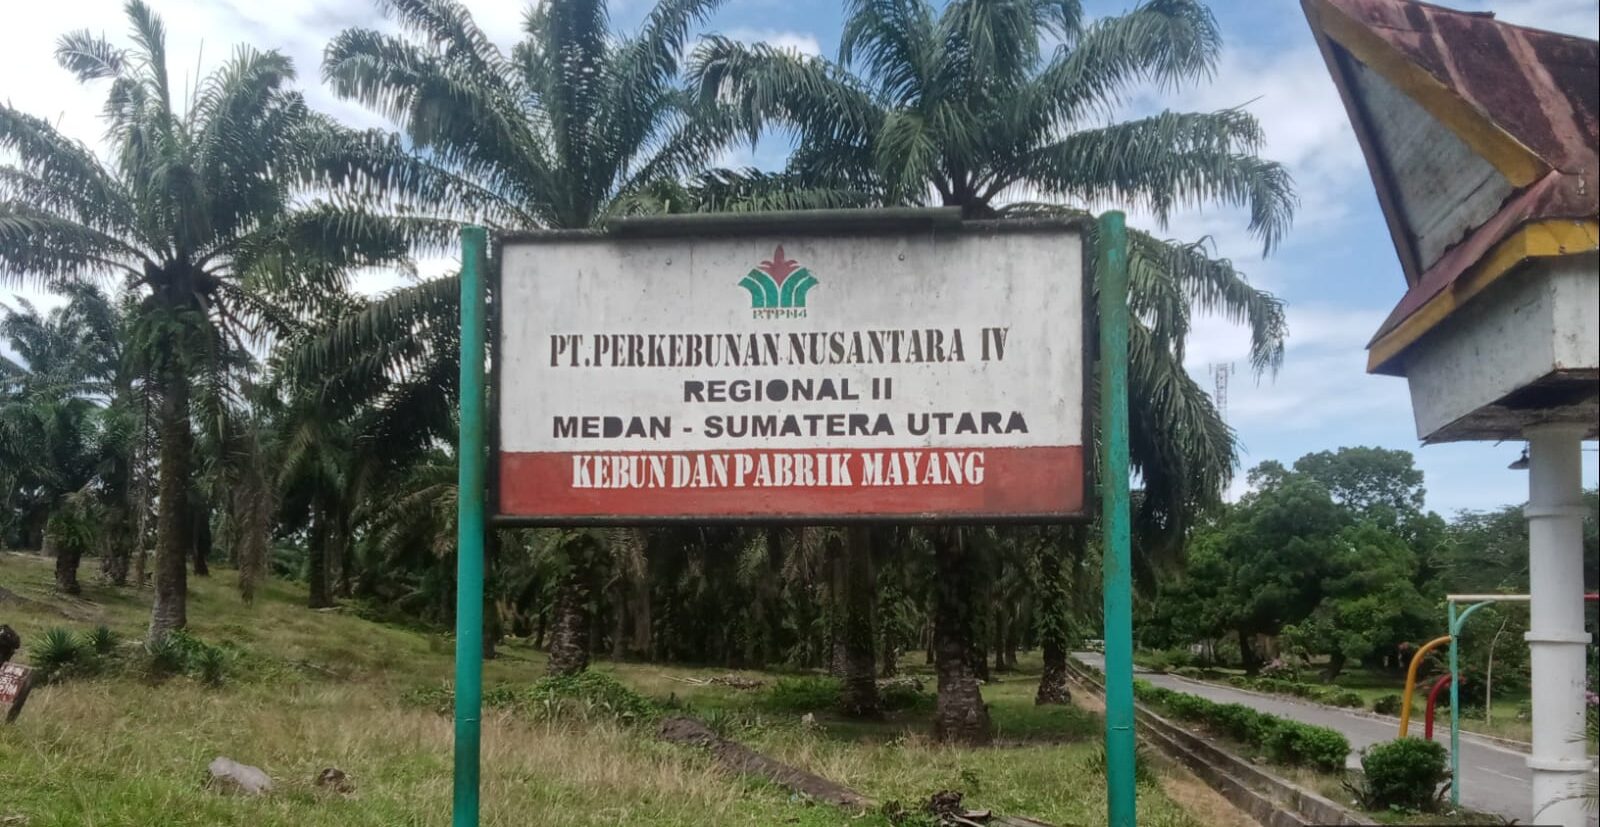 PTPN4
PT.PERKEBUNAN NUSANTARA IV
REGIONAL II
MEDAN - SUMATERA UTARA
KEBUN DAN PABRIK MAYANG